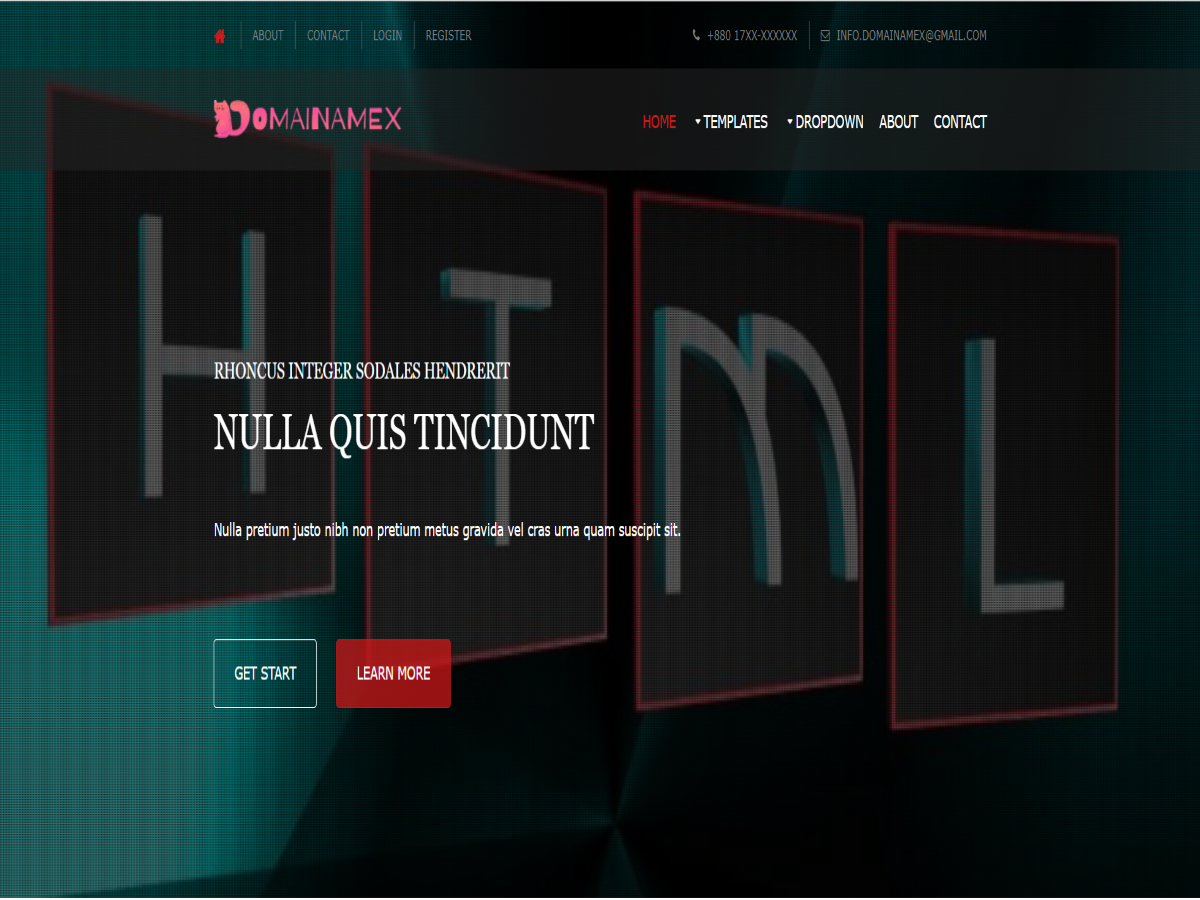 ABOUT CONTACT LOGIN REGISTER +880 17XX-XXXXXX INFO.DOMAINAMEX@GMAIL.COM
DOMAINAMEX HOME TEMPLATES DROPDOWN ABOUT CONTACT
H T M L
RHONCUS INTEGER SODALES HENDRERIT
NULLA QUIS TINCIDUNT
Nulla pretium justo nibh non pretium metus gravida vel cras urna quam suscipit sit.
GET START LEARN MORE